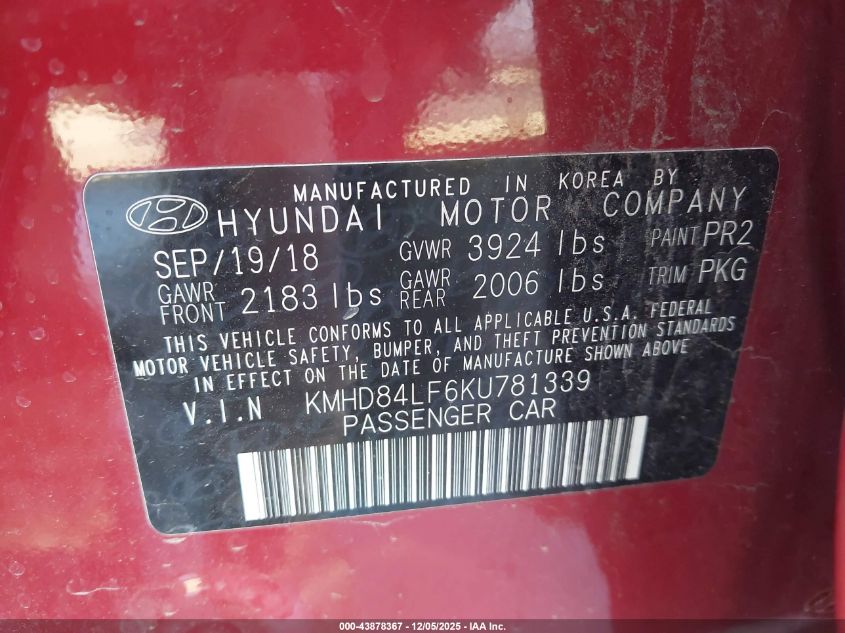 MANUFACTURED IN KOREA BY
HYUNDAI MOTOR COMPANY
SEP/19/18 GVWR 3924 lbs PAINT PR2
GAWR FRONT 2183 lbs GAWR REAR 2006 lbs TRIM PKG
THIS VEHICLE CONFORMS TO ALL APPLICABLE U.S.A. FEDERAL
MOTOR VEHICLE SAFETY, BUMPER, AND THEFT PREVENTION STANDARDS
IN EFFECT ON THE DATE OF MANUFACTURE SHOWN ABOVE
V.I.N KMHD84LF6KU781339
PASSENGER CAR
000-43878367 - 12/05/2025 - IAA Inc.